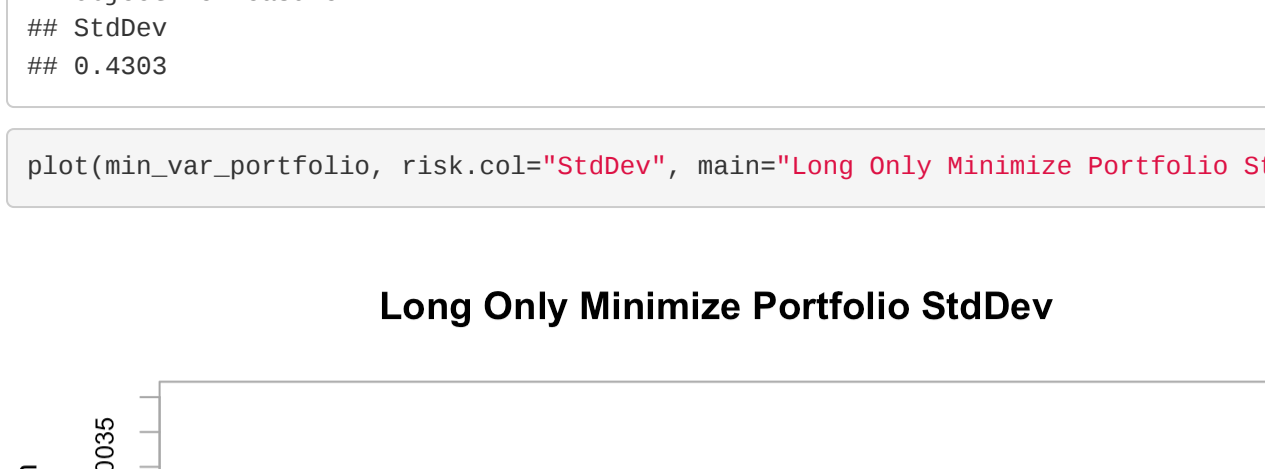 ## StdDev
## 0.4303
plot(min_var_portfolio, risk.col="StdDev", main="Long Only Minimize Portfolio St
Long Only Minimize Portfolio StdDev
0035